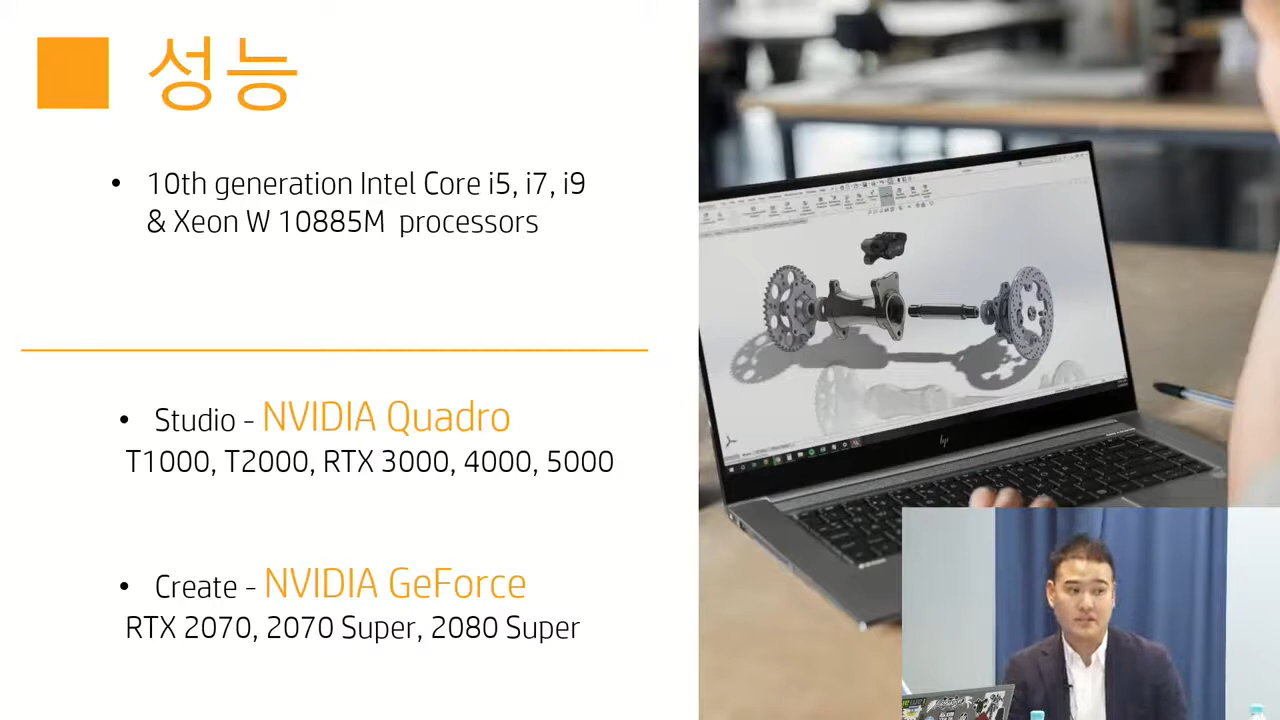 성능
• 10th generation Intel Core i5, i7, i9
& Xeon W 10885M processors
• Studio - NVIDIA Quadro
T1000, T2000, RTX 3000, 4000, 5000
• Create - NVIDIA GeForce
RTX 2070, 2070 Super, 2080 Super
hp